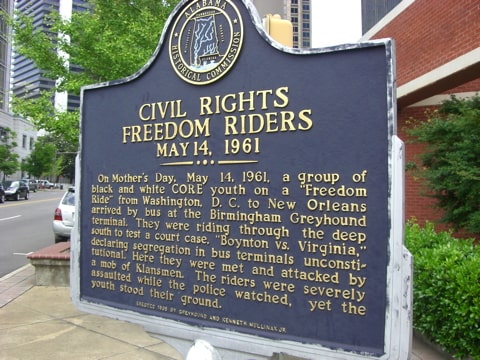 ALABAMA
HISTORICAL COMMISSION
CIVIL RIGHTS
FREEDOM RIDERS
MAY 14, 1961
On Mother's Day, May 14, 1961, a group of
black and white CORE youth on a "Freedom
Ride" from Washington, D. C. to New Orleans
arrived by bus at the Birmingham Greyhound
terminal. They were riding through the deep
south to test a court case, "Boynton vs. Virginia,"
declaring segregation in bus terminals unconsti-
tutional. Here they were met and attacked by
a mob of Klansmen. The riders were severely
assaulted while the police watched, yet the
youth stood their ground.
BY GREYHOUND AND KENNETH MULLINAX JR